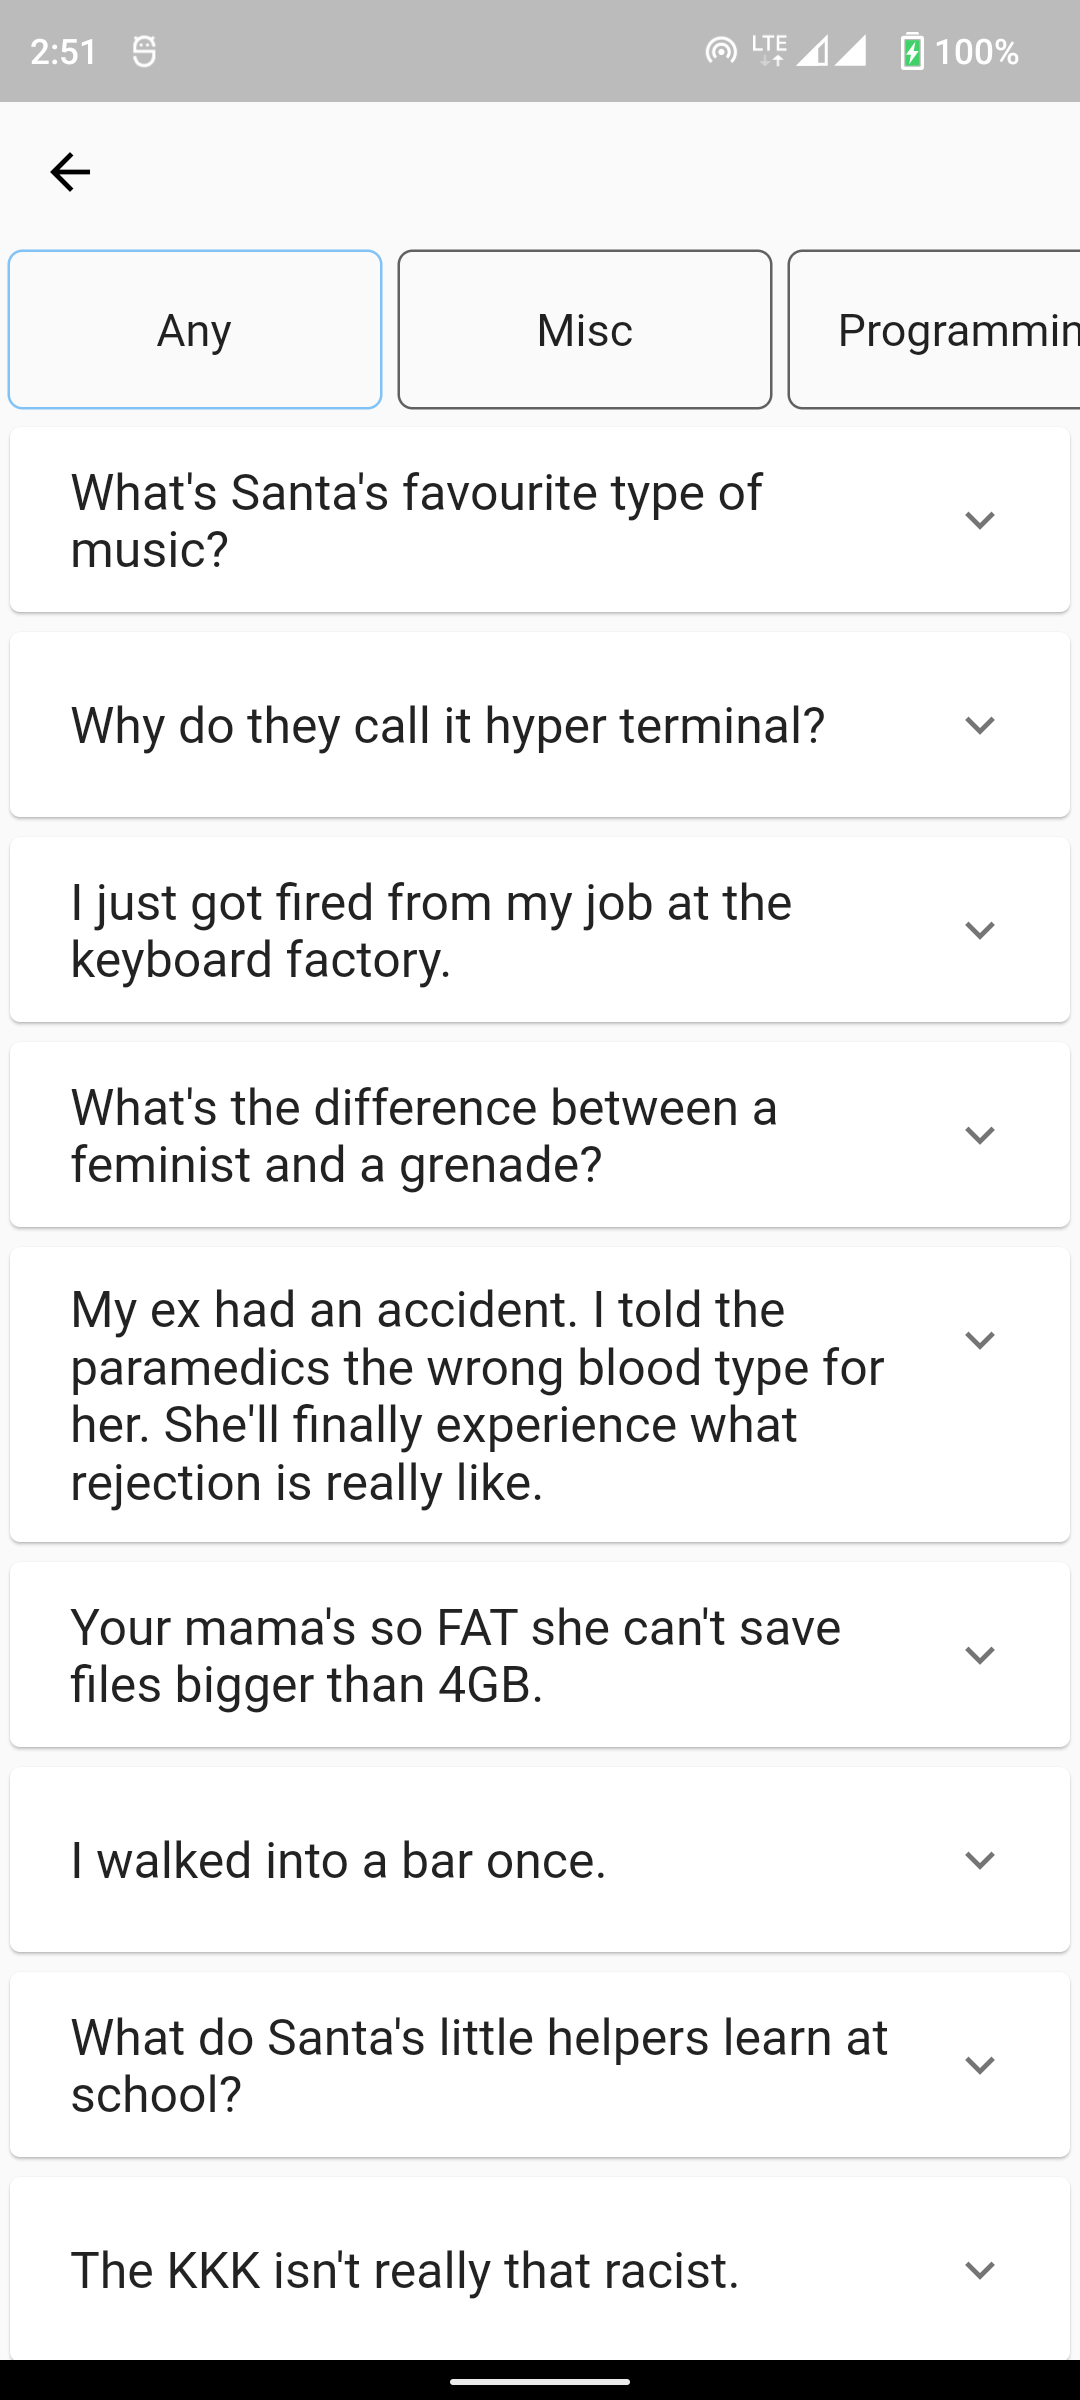 2:51
LTE
100%
Any
Misc
Programmin
What's Santa's favourite type of
music?
Why do they call it hyper terminal?
I just got fired from my job at the
keyboard factory.
What's the difference between a
feminist and a grenade?
My ex had an accident. I told the
paramedics the wrong blood type for
her. She'll finally experience what
rejection is really like.
Your mama's so FAT she can't save
files bigger than 4GB.
I walked into a bar once.
What do Santa's little helpers learn at
school?
The KKK isn't really that racist.